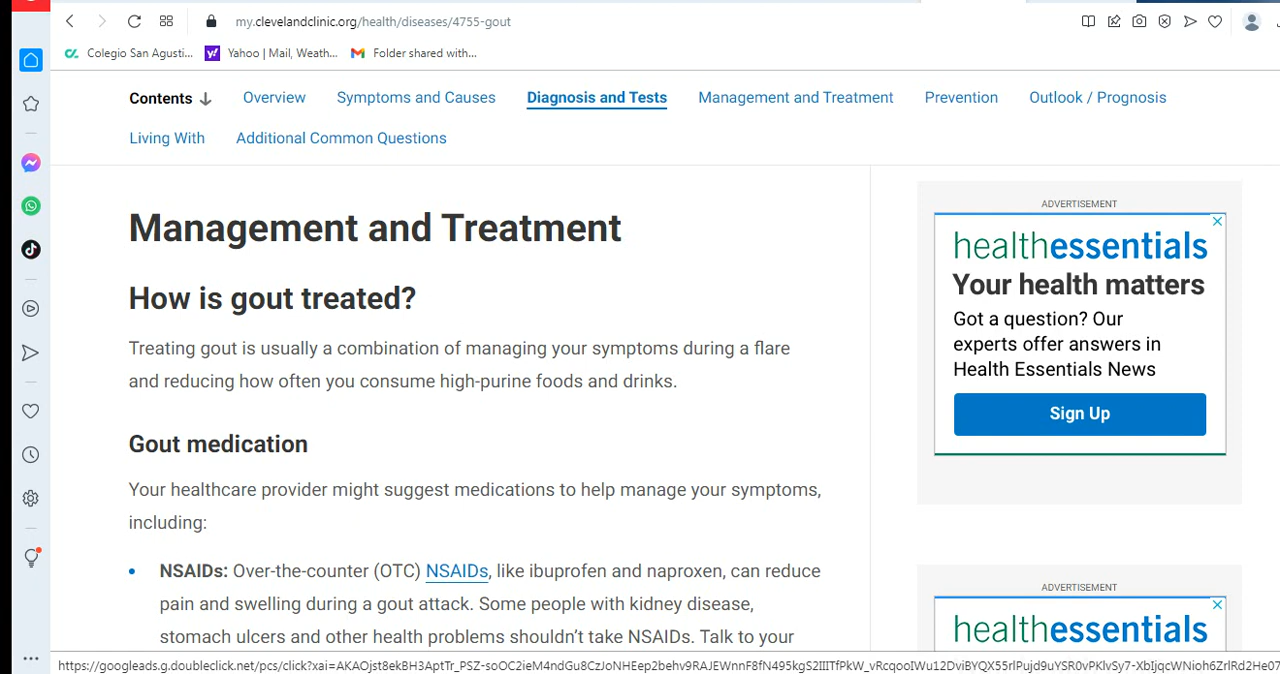 my.clevelandclinic.org/health/diseases/4755-gout
Colegio San Agusti... Yahoo | Mail, Weath... Folder shared with...
Contents Overview Symptoms and Causes Diagnosis and Tests Management and Treatment Prevention Outlook / Prognosis
Living With Additional Common Questions
Management and Treatment
How is gout treated?
Treating gout is usually a combination of managing your symptoms during a flare
and reducing how often you consume high-purine foods and drinks.
Gout medication
Your healthcare provider might suggest medications to help manage your symptoms,
including:
• NSAIDs: Over-the-counter (OTC) NSAIDs, like ibuprofen and naproxen, can reduce
pain and swelling during a gout attack. Some people with kidney disease,
stomach ulcers and other health problems shouldn’t take NSAIDs. Talk to your
ADVERTISEMENT
healthessentials
Your health matters
Got a question? Our
experts offer answers in
Health Essentials News
Sign Up
ADVERTISEMENT
healthessentials